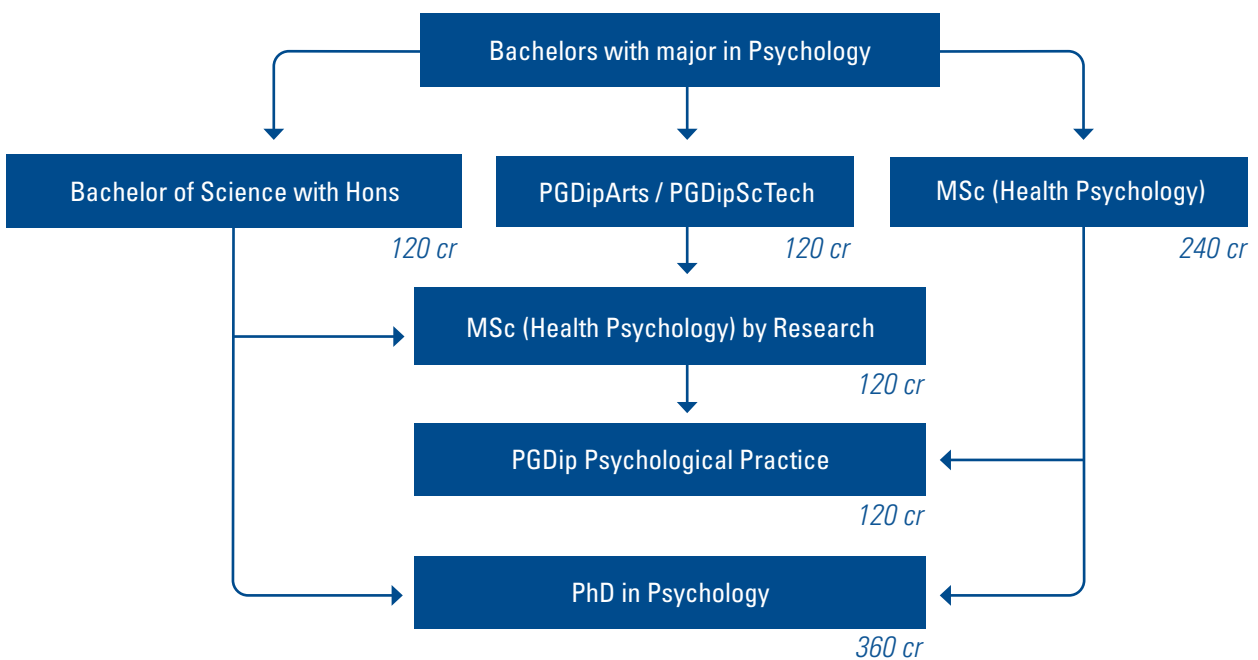 Bachelors with major in Psychology
Bachelor of Science with Hons
PGDipArts / PGDipScTech
MSc (Health Psychology)
120 cr
120 cr
240 cr
MSc (Health Psychology) by Research
120 cr
PGDip Psychological Practice
120 cr
PhD in Psychology
360 cr